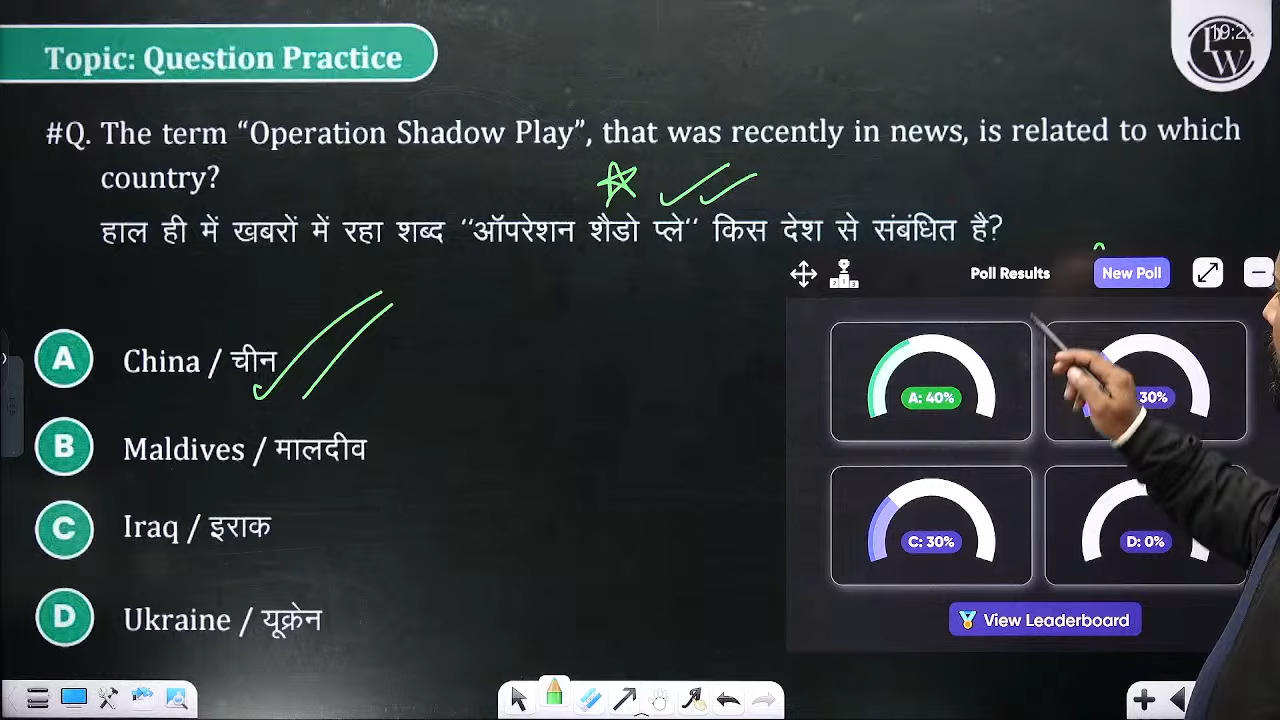 Topic: Question Practice
#Q. The term “Operation Shadow Play”, that was recently in news, is related to which
country?
हाल ही में खबरों में रहा शब्द ‘‘ऑपरेशन शैडो प्ले’’ किस देश से संबंधित है?
Poll Results
New Poll
A China / चीन
B Maldives / मालदीव
C Iraq / इराक
D Ukraine / यूक्रेन
A: 40%
30%
C: 30%
D: 0%
View Leaderboard